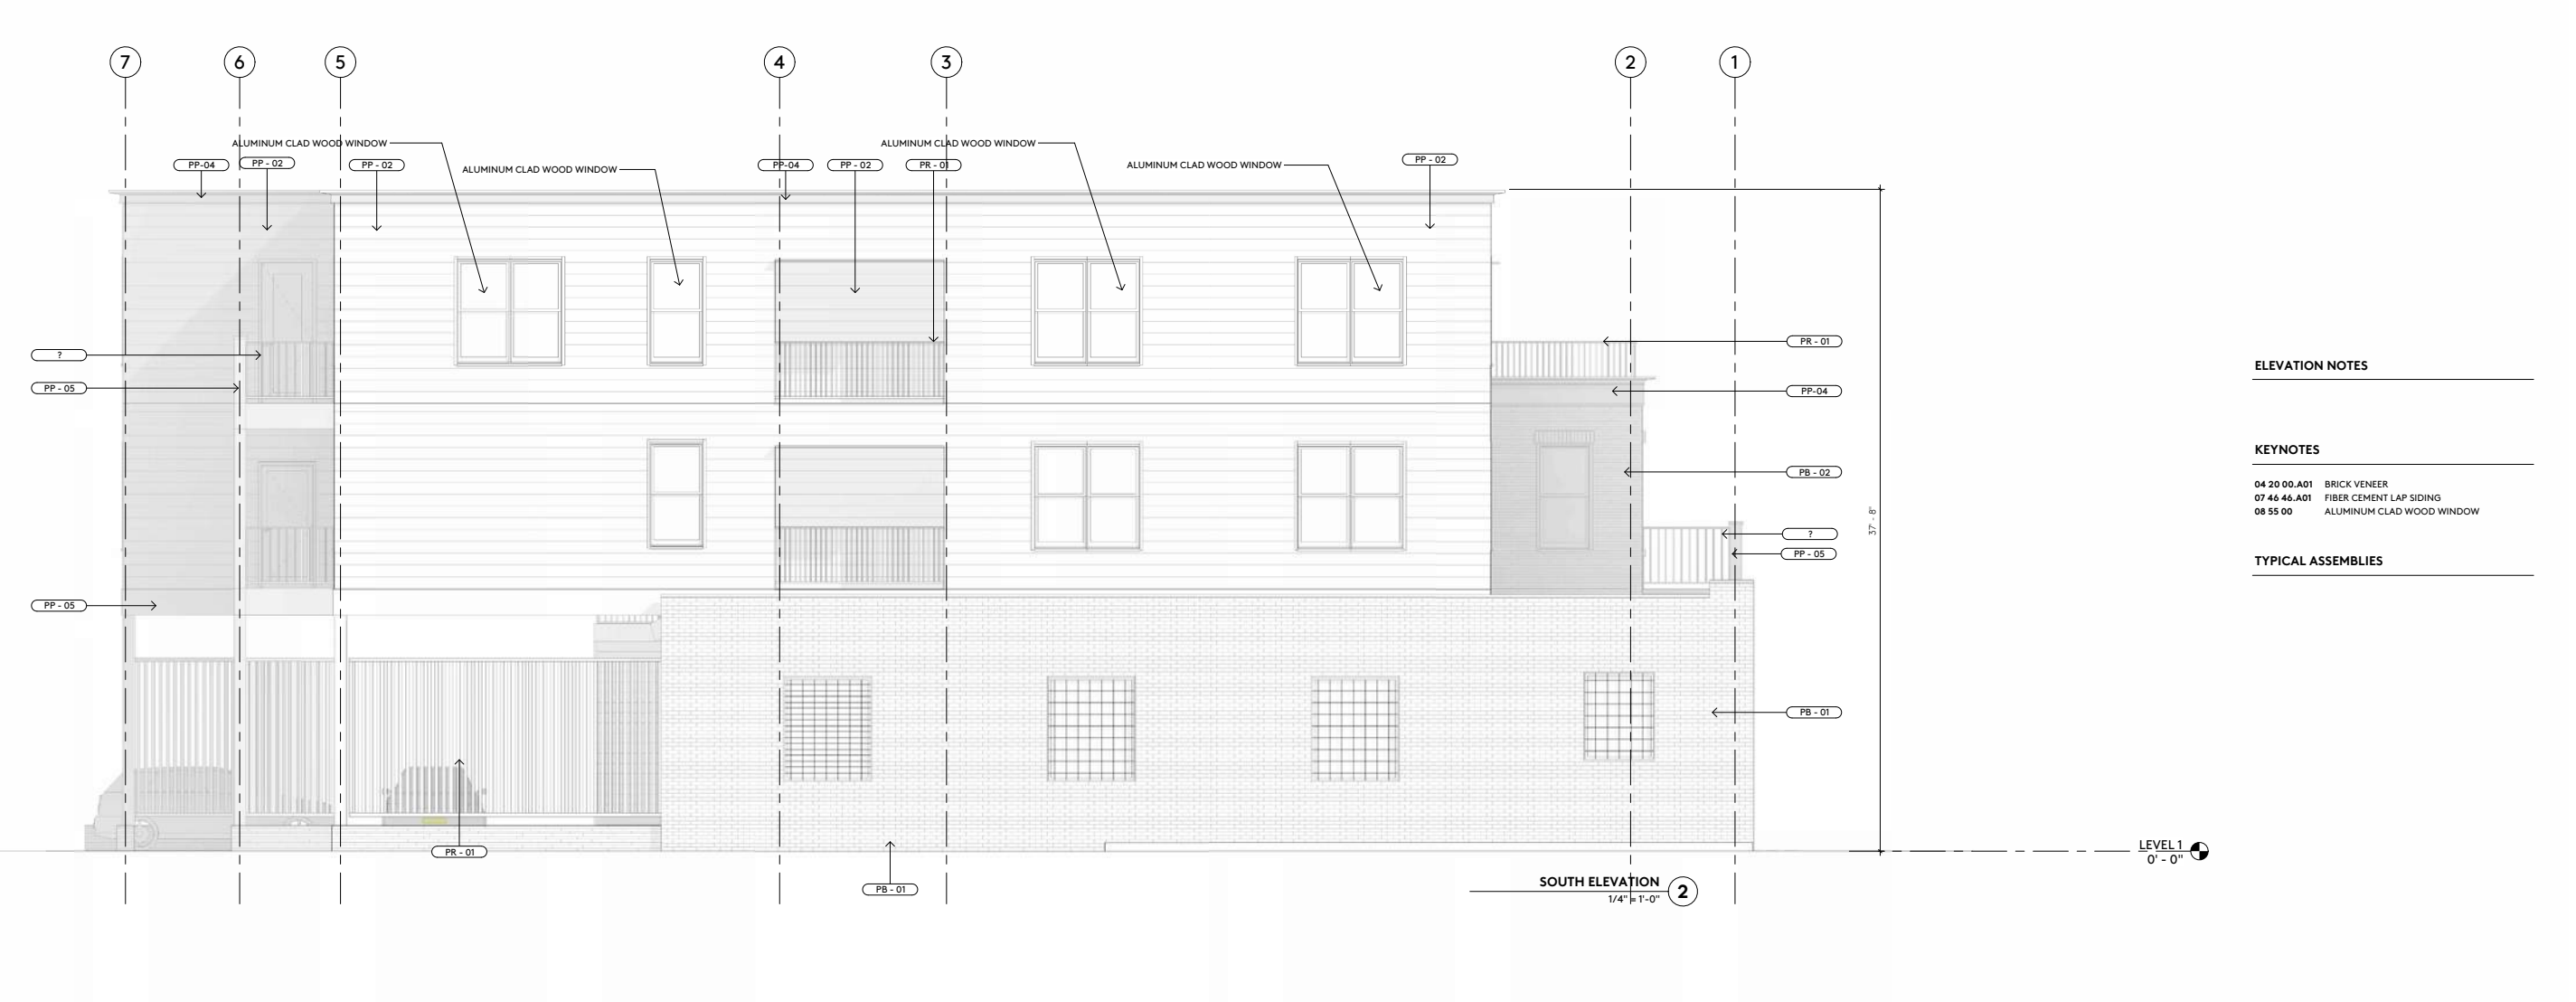 7 6 5 4 3 2 1
ALUMINUM CLAD WOOD WINDOW
ALUMINUM CLAD WOOD WINDOW
PP-04
PP - 02
PP - 02
ALUMINUM CLAD WOOD WINDOW
PP-04
PP - 02
PR - 01
ALUMINUM CLAD WOOD WINDOW
PP - 02
?
PP - 05
PP - 05
PR - 01
PP-04
PB - 02
?
PP - 05
PB - 01
37' - 8"
PR - 01
PB - 01
LEVEL 1
0' - 0"
SOUTH ELEVATION
2
1/4" = 1'-0"
ELEVATION NOTES
KEYNOTES
04 20 00.A01 BRICK VENEER
07 46 46.A01 FIBER CEMENT LAP SIDING
08 55 00 ALUMINUM CLAD WOOD WINDOW
TYPICAL ASSEMBLIES